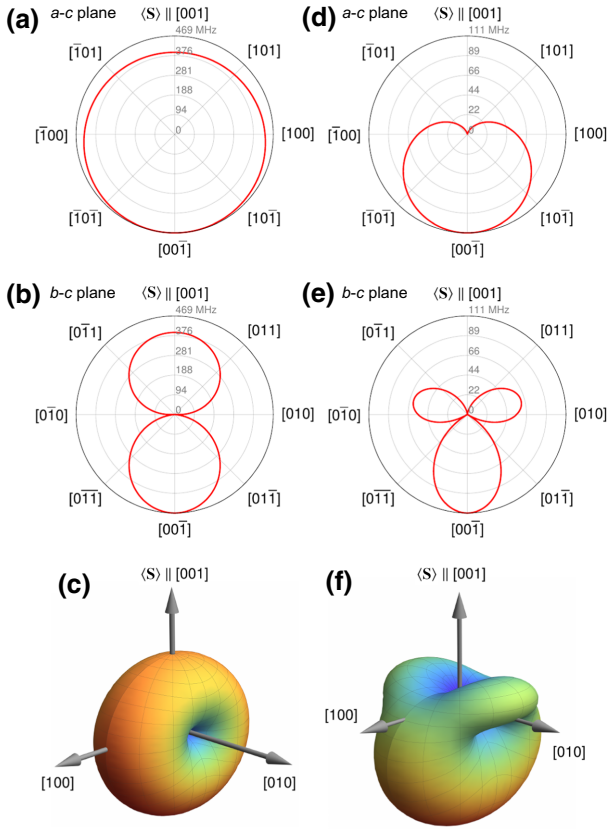 (a) a-c plane ⟨S⟩ || [001]
469 MHz
[1̅01] 376 [101]
281
188
94
[1̅00] 0 [100]
[1̅01̅] [101̅]
[001̅]
(d) a-c plane ⟨S⟩ || [001]
111 MHz
[1̅01] 89 [101]
66
44
22
[1̅00] 0 [100]
[1̅01̅] [101̅]
[001̅]
(b) b-c plane ⟨S⟩ || [001]
469 MHz
[01̅1] 376 [011]
281
188
94
[01̅0] 0 [010]
[01̅1̅] [011̅]
[001̅]
(e) b-c plane ⟨S⟩ || [001]
111 MHz
[01̅1] 89 [011]
66
44
22
[01̅0] 0 [010]
[01̅1̅] [011̅]
[001̅]
(c) ⟨S⟩ || [001]
[100] [010]
(f) ⟨S⟩ || [001]
[100] [010]